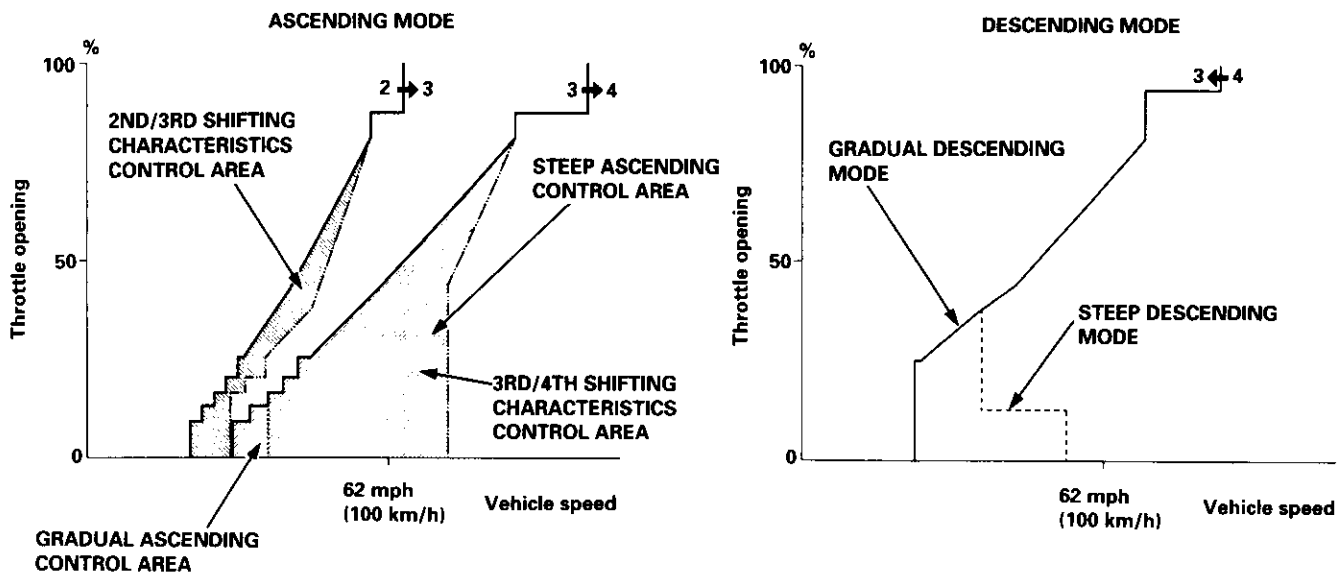 ASCENDING MODE
%
100
50
0
Throttle opening
2 → 3
3 → 4
2ND/3RD SHIFTING
CHARACTERISTICS
CONTROL AREA
STEEP ASCENDING
CONTROL AREA
3RD/4TH SHIFTING
CHARACTERISTICS
CONTROL AREA
62 mph
(100 km/h)
Vehicle speed
GRADUAL ASCENDING
CONTROL AREA
DESCENDING MODE
%
100
50
0
Throttle opening
3 ← 4
GRADUAL DESCENDING
MODE
STEEP DESCENDING
MODE
62 mph
(100 km/h)
Vehicle speed